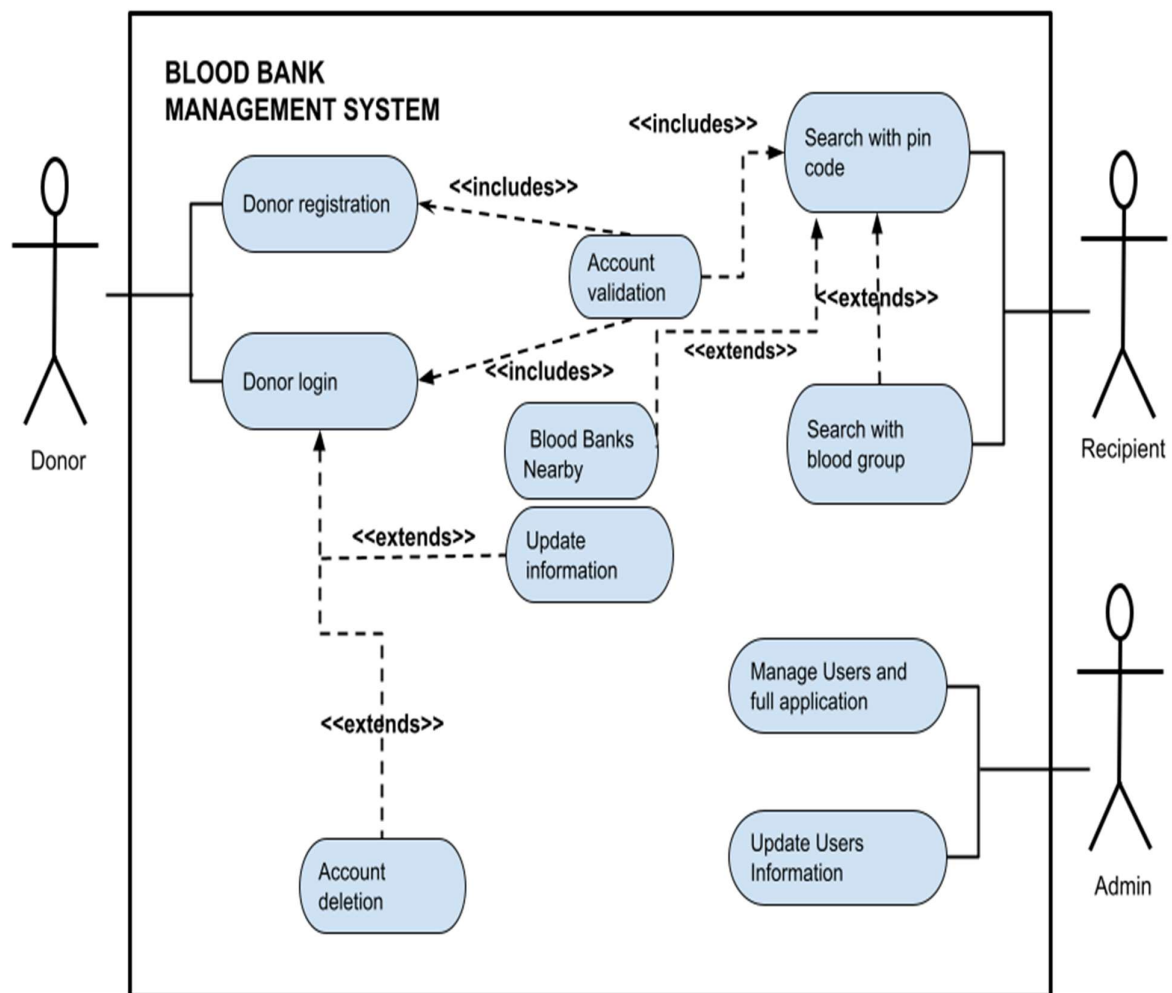 BLOOD BANK
MANAGEMENT SYSTEM
<<includes>>
Search with pin
code
<<includes>>
Donor registration
Account
validation
<<extends>>
<<extends>>
Donor login
<<includes>>
Blood Banks
Nearby
Search with
blood group
Donor
Recipient
<<extends>>
Update
information
Manage Users and
full application
<<extends>>
Update Users
Information
Account
deletion
Admin